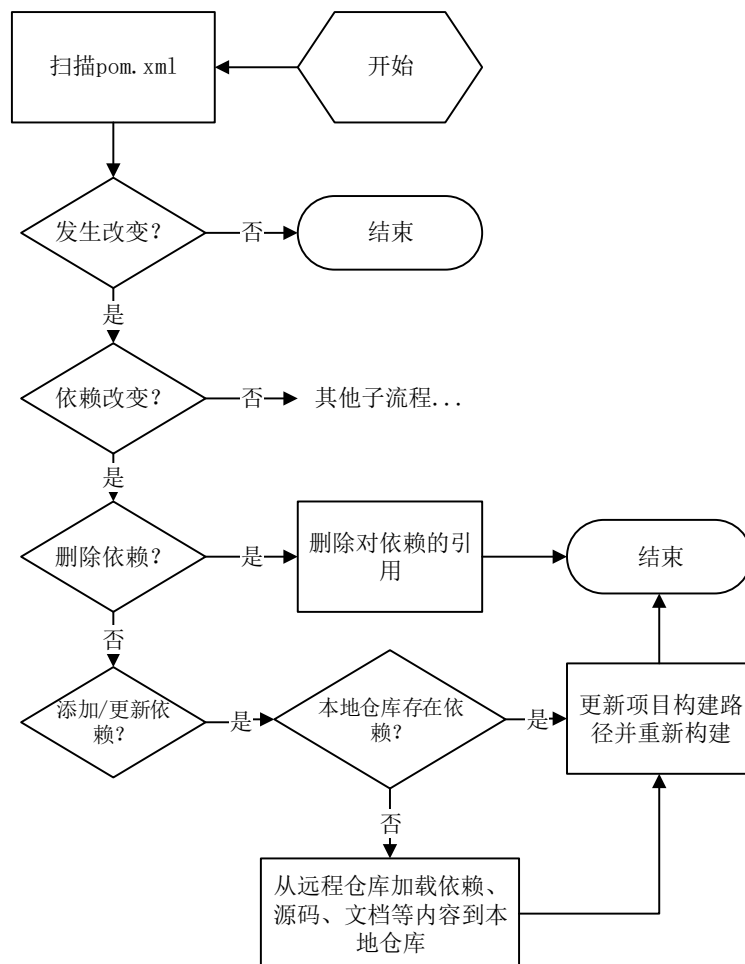 扫描pom.xml
开始
发生改变？
否
结束
是
依赖改变？
否
其他子流程...
是
删除依赖？
是
删除对依赖的引
用
结束
否
添加/更新依
赖？
是
本地仓库存在依
赖？
是
更新项目构建路
径并重新构建
否
从远程仓库加载依赖、
源码、文档等内容到本
地仓库